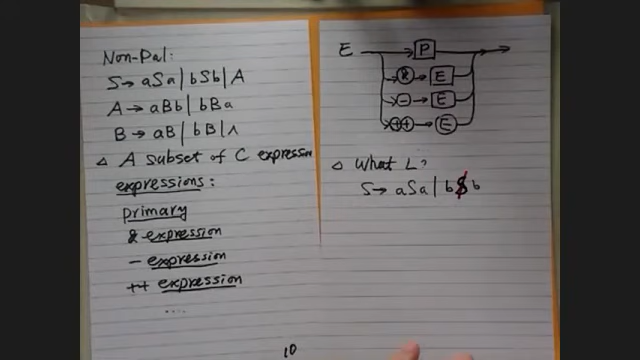 Non-Pal:
S → aSa | bSb | A
A → aBb | bBa
B → aB | bB | Λ
△ A subset of C expression
expressions:
primary
& expression
- expression
++ expression
....
10
E
P
& E
- E
++ E
△ What L?
S → aSa | b b